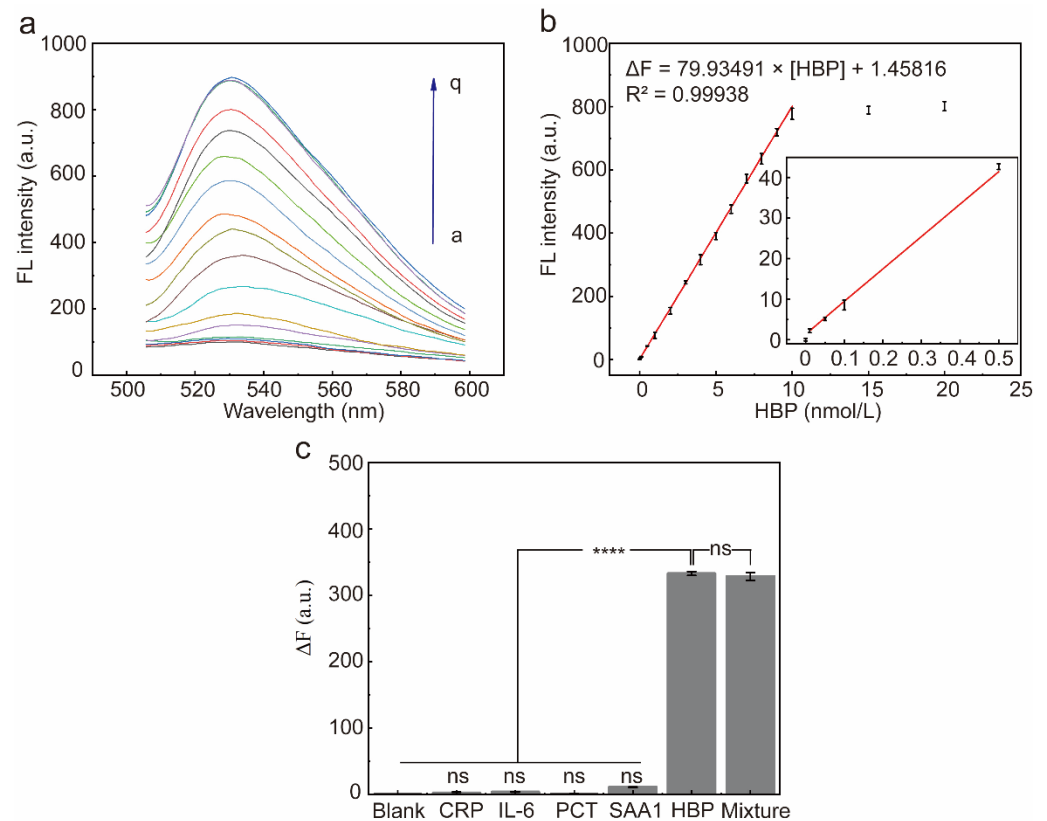 a
1000
800
600
400
200
0
FL intensity (a.u.)
q
a
500 520 540 560 580 600
Wavelength (nm)
b
1000
800
600
400
200
0
FL intensity (a.u.)
ΔF = 79.93491 × [HBP] + 1.45816
R² = 0.99938
40
30
20
10
0
0 0.1 0.2 0.3 0.4 0.5
0 5 10 15 20 25
HBP (nmol/L)
c
500
400
300
200
100
0
ΔF (a.u.)
**** ns
ns ns ns ns
Blank CRP IL-6 PCT SAA1 HBP Mixture